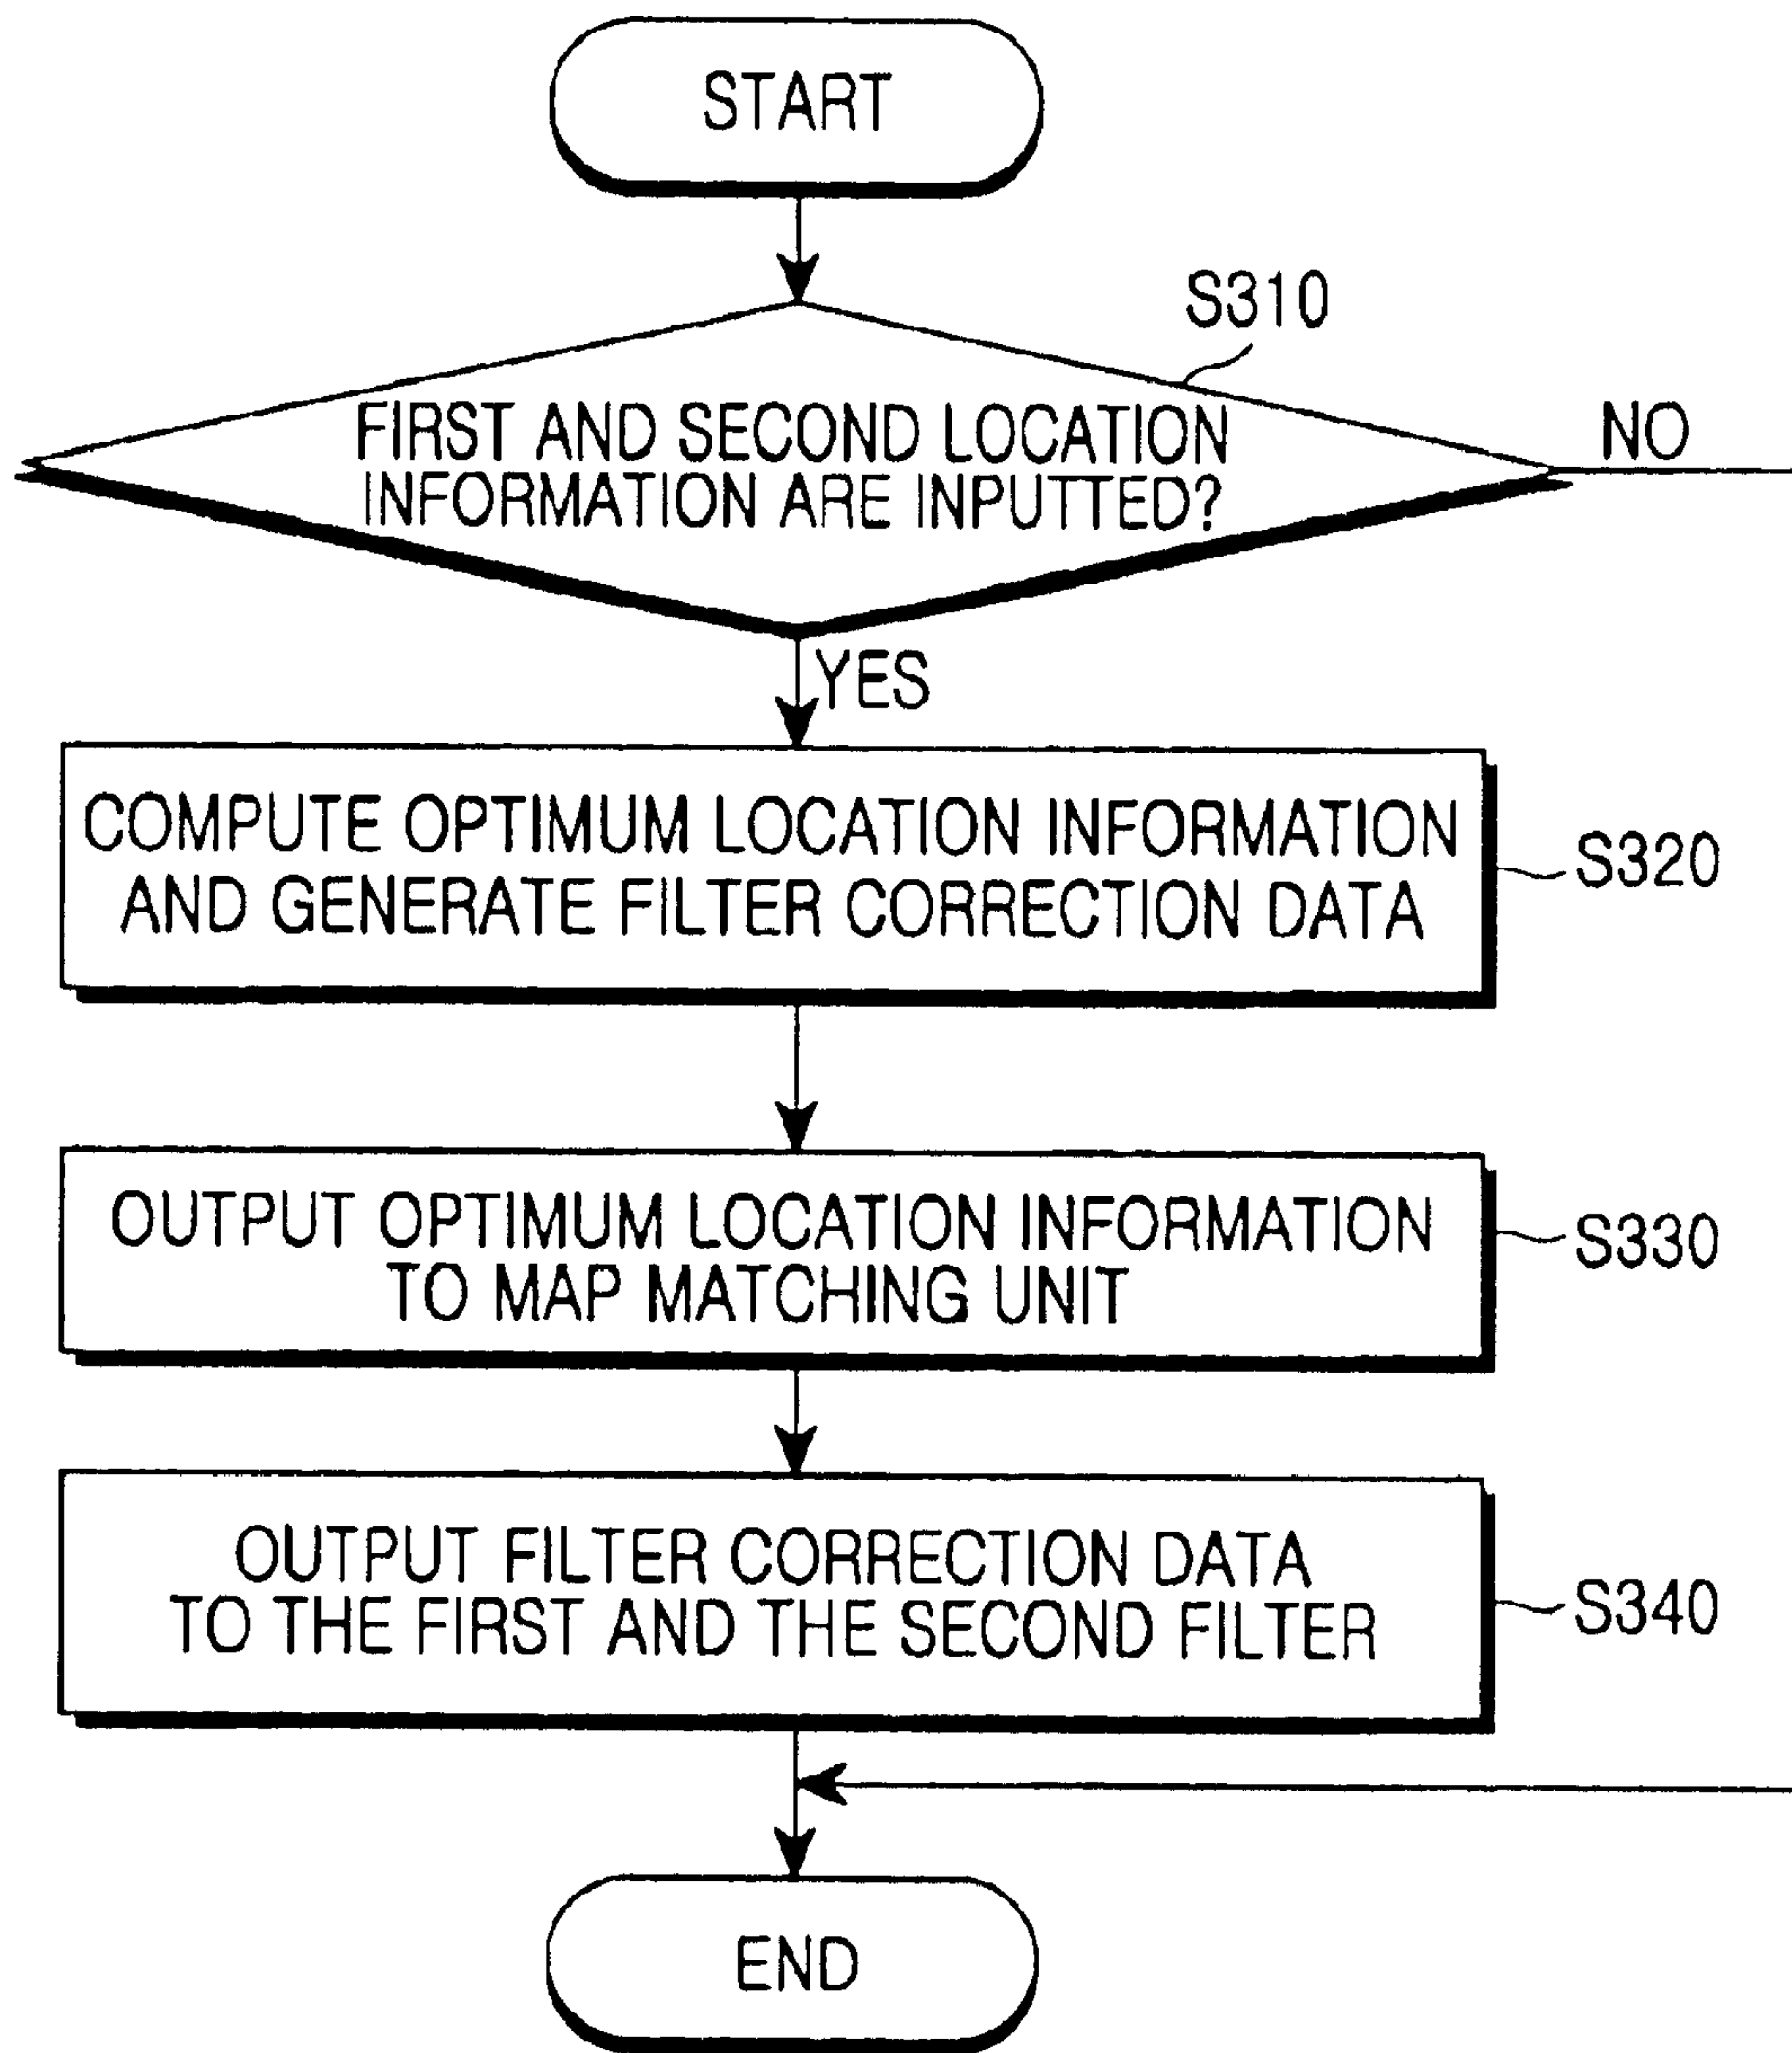 START
S310
FIRST AND SECOND LOCATION
INFORMATION ARE INPUTTED?
NO
YES
COMPUTE OPTIMUM LOCATION INFORMATION
AND GENERATE FILTER CORRECTION DATA
S320
OUTPUT OPTIMUM LOCATION INFORMATION
TO MAP MATCHING UNIT
S330
OUTPUT FILTER CORRECTION DATA
TO THE FIRST AND THE SECOND FILTER
S340
END